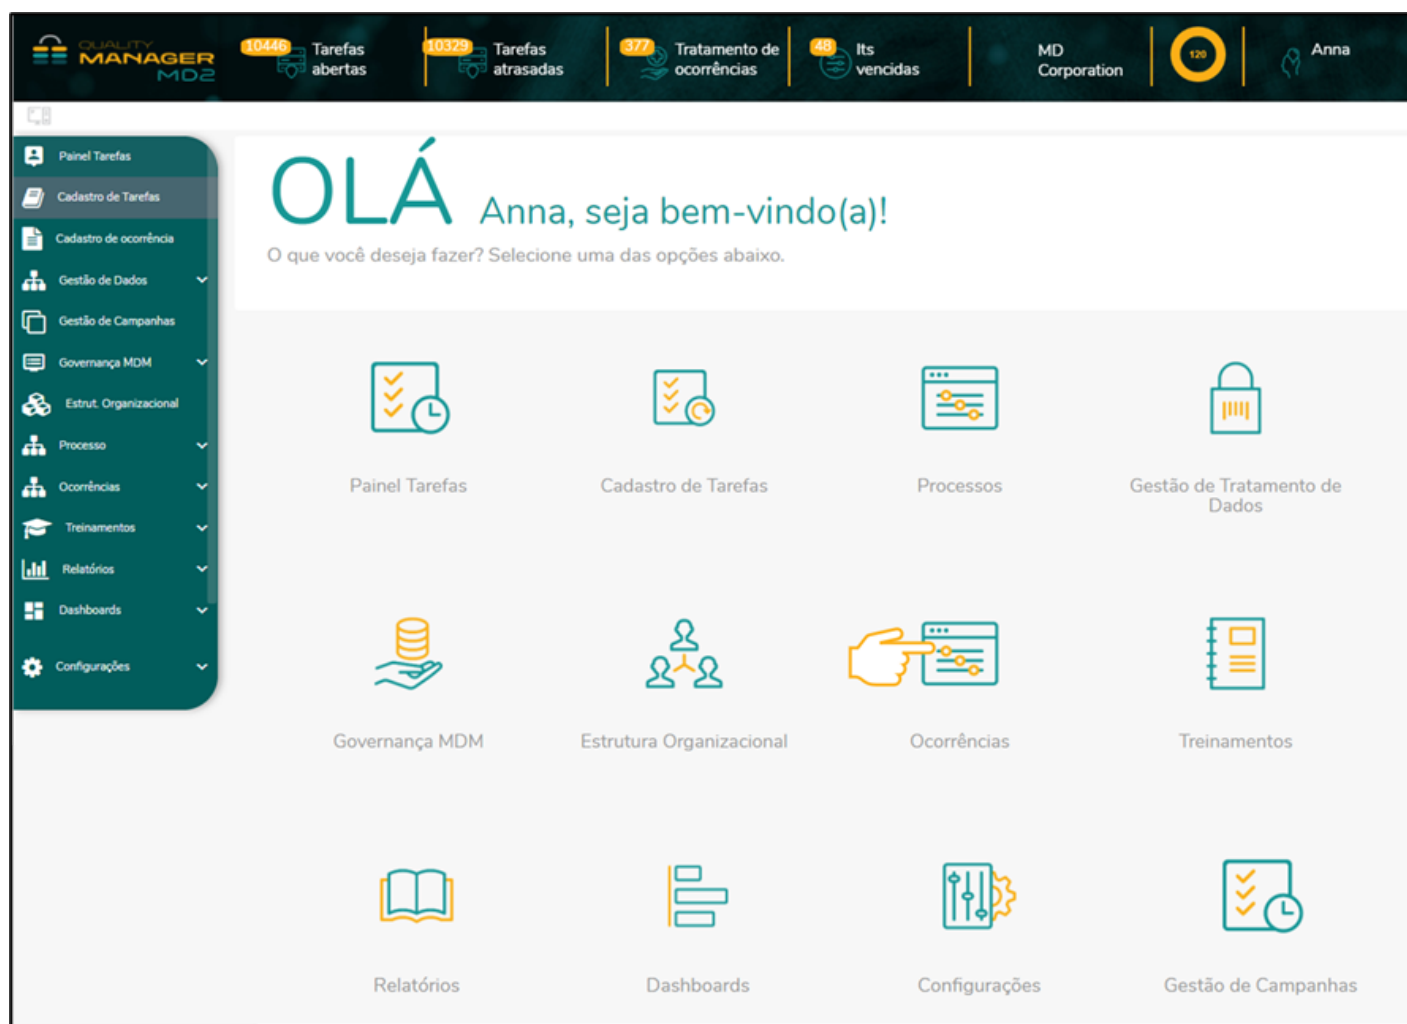 QUALITY
MANAGER
MD2
10446
Tarefas
abertas
10329
Tarefas
atrasadas
377
Tratamento de
ocorrências
48
Its
vencidas
MD
Corporation
120
Anna
Painel Tarefas
Cadastro de Tarefas
Cadastro de ocorrência
Gestão de Dados
Gestão de Campanhas
Governança MDM
Estrut. Organizacional
Processo
Ocorrências
Treinamentos
Relatórios
Dashboards
Configurações
OLÁ Anna, seja bem-vindo(a)!
O que você deseja fazer? Selecione uma das opções abaixo.
Painel Tarefas
Cadastro de Tarefas
Processos
Gestão de Tratamento de
Dados
Governança MDM
Estrutura Organizacional
Ocorrências
Treinamentos
Relatórios
Dashboards
Configurações
Gestão de Campanhas